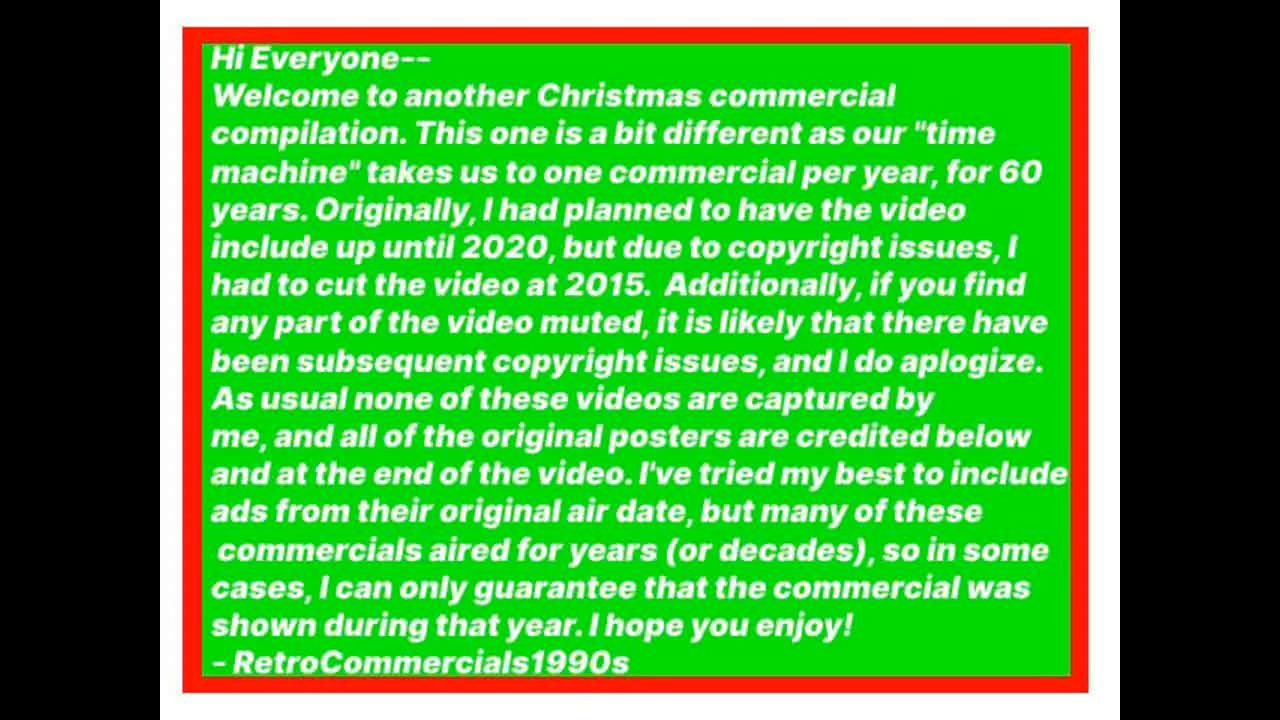 Hi Everyone--
Welcome to another Christmas commercial
compilation. This one is a bit different as our "time
machine" takes us to one commercial per year, for 60
years. Originally, I had planned to have the video
include up until 2020, but due to copyright issues, I
had to cut the video at 2015. Additionally, if you find
any part of the video muted, it is likely that there have
been subsequent copyright issues, and I do aplogize.
As usual none of these videos are captured by
me, and all of the original posters are credited below
and at the end of the video. I've tried my best to include
ads from their original air date, but many of these
commercials aired for years (or decades), so in some
cases, I can only guarantee that the commercial was
shown during that year. I hope you enjoy!
- RetroCommercials1990s